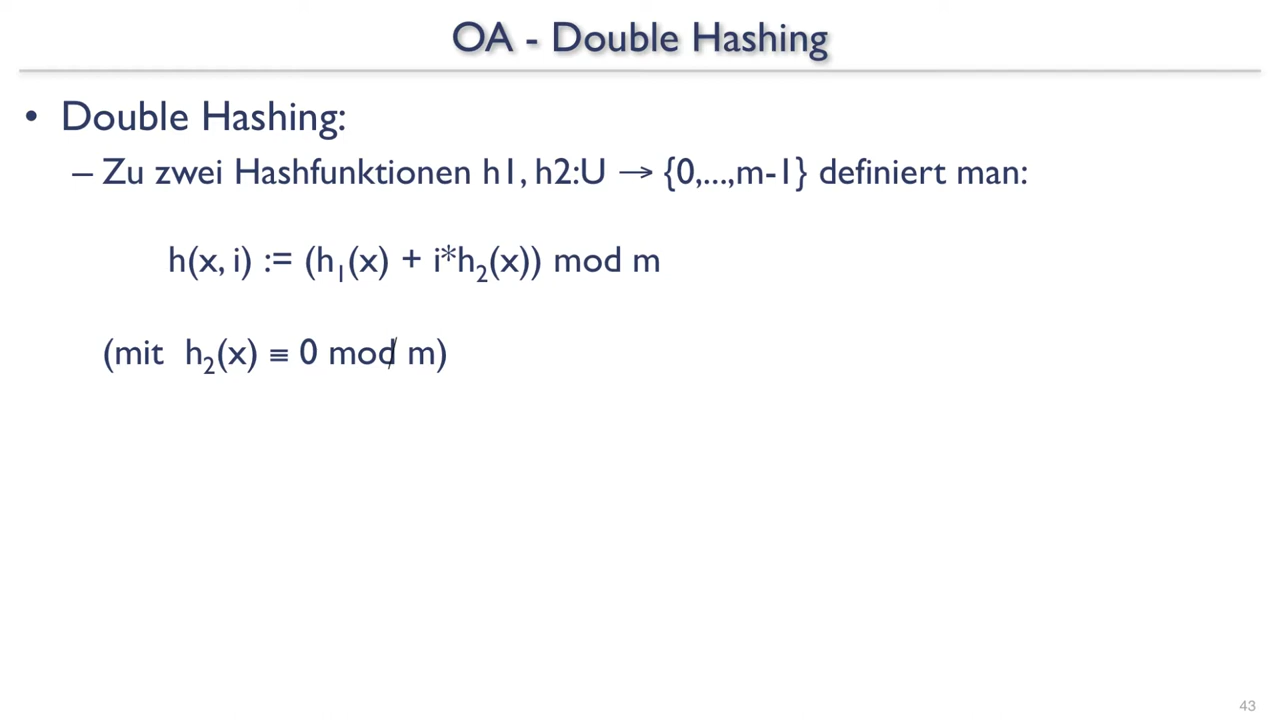 OA - Double Hashing
• Double Hashing:
– Zu zwei Hashfunktionen h1, h2:U → {0,...,m-1} definiert man:
h(x, i) := (h₁(x) + i*h₂(x)) mod m
(mit h₂(x) ≡ 0 mod/ m)
43